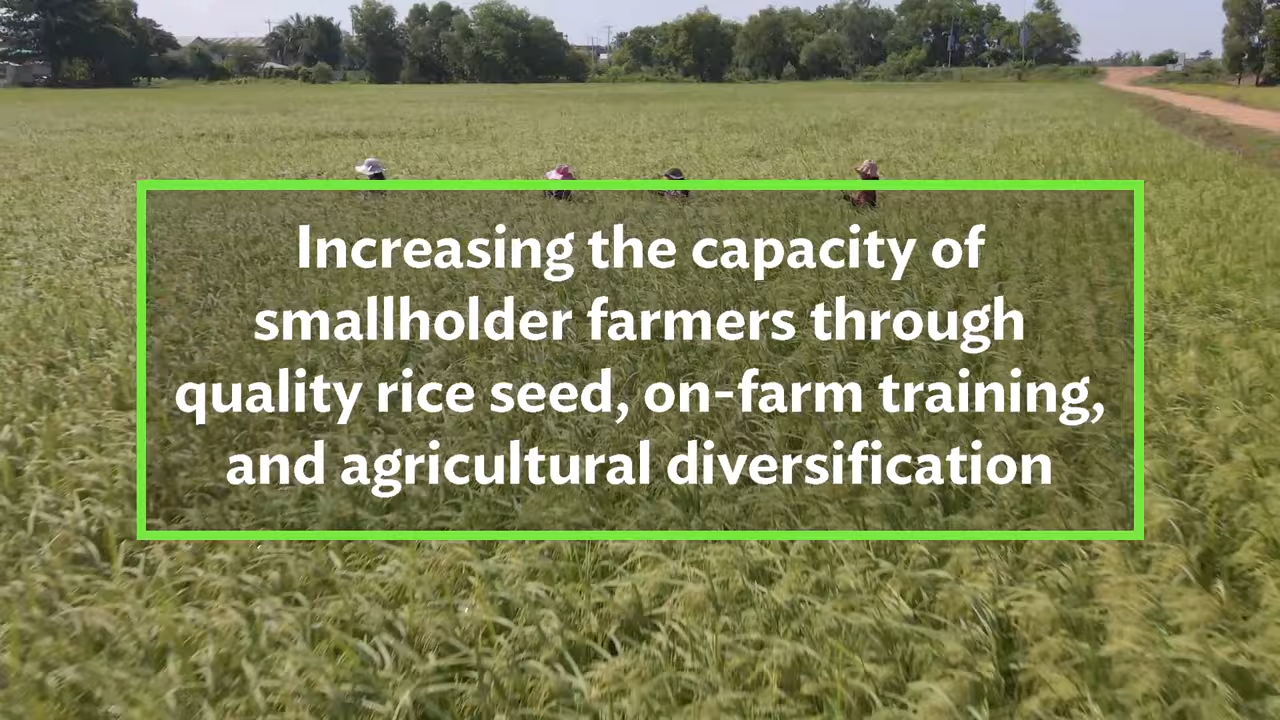 Increasing the capacity of
smallholder farmers through
quality rice seed, on-farm training,
and agricultural diversification